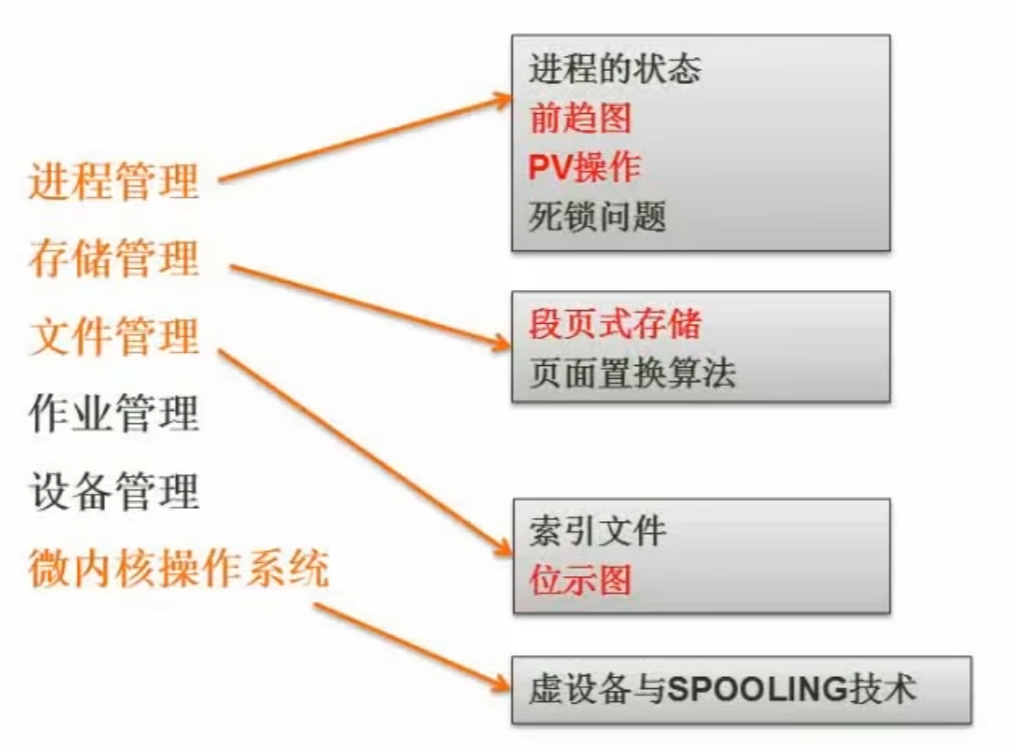 进程管理
存储管理
文件管理
作业管理
设备管理
微内核操作系统
进程的状态
前趋图
PV操作
死锁问题
段页式存储
页面置换算法
索引文件
位示图
虚设备与SPOOLING技术